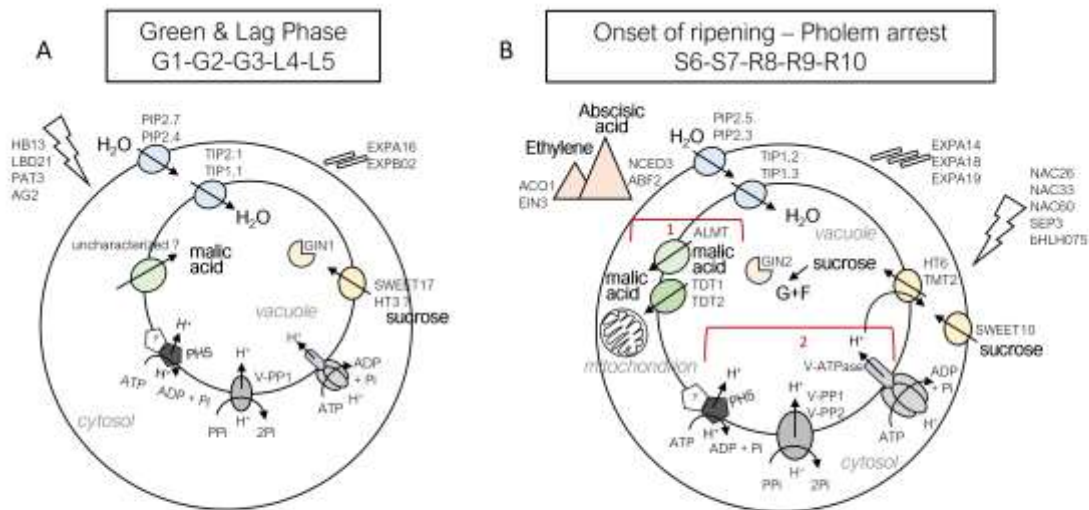 A
Green & Lag Phase
G1-G2-G3-L4-L5
HB13
LBD21
PAT3
AG2
PIP2.7
PIP2.4
H₂O
TIP2.1
TIP1.1
H₂O
EXPA16
EXPB02
uncharacterized ?
malic
acid
GIN1
SWEET17
HT3 ?
sucrose
vacuole
?
H⁺
PH5
H⁺
ATP
ADP + Pi
H⁺
V-PP1
H⁺
PPi
2Pi
H⁺
ADP
+ Pi
ATP
H⁺
cytosol
B
Onset of ripening – Pholem arrest
S6-S7-R8-R9-R10
Abscisic
acid
Ethylene
ACO1
EIN3
NCED3
ABF2
PIP2.5
PIP2.3
H₂O
TIP1.2
TIP1.3
H₂O
EXPA14
EXPA18
EXPA19
NAC26
NAC33
NAC60
SEP3
bHLH075
vacuole
1
ALMT
malic
acid
malic
acid
TDT1
TDT2
GIN2
sucrose
G+F
HT6
TMT2
SWEET10
sucrose
mitochondrion
2
H⁺
V-ATPase
ADP
+ Pi
ATP
H⁺
?
H⁺
PH5
H⁺
ATP
ADP + Pi
H⁺
V-PP1
V-PP2
H⁺
PPi
2Pi
cytosol